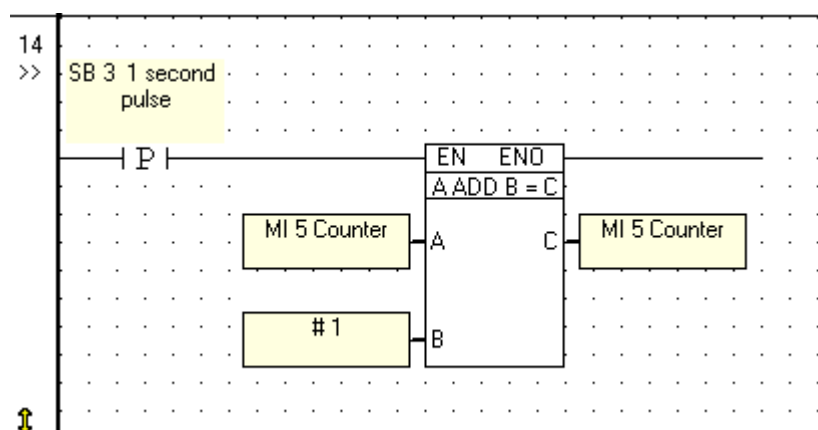 14
>>
SB 3 1 second
pulse
P
EN ENO
A ADD B = C
MI 5 Counter
A
C
MI 5 Counter
# 1
B